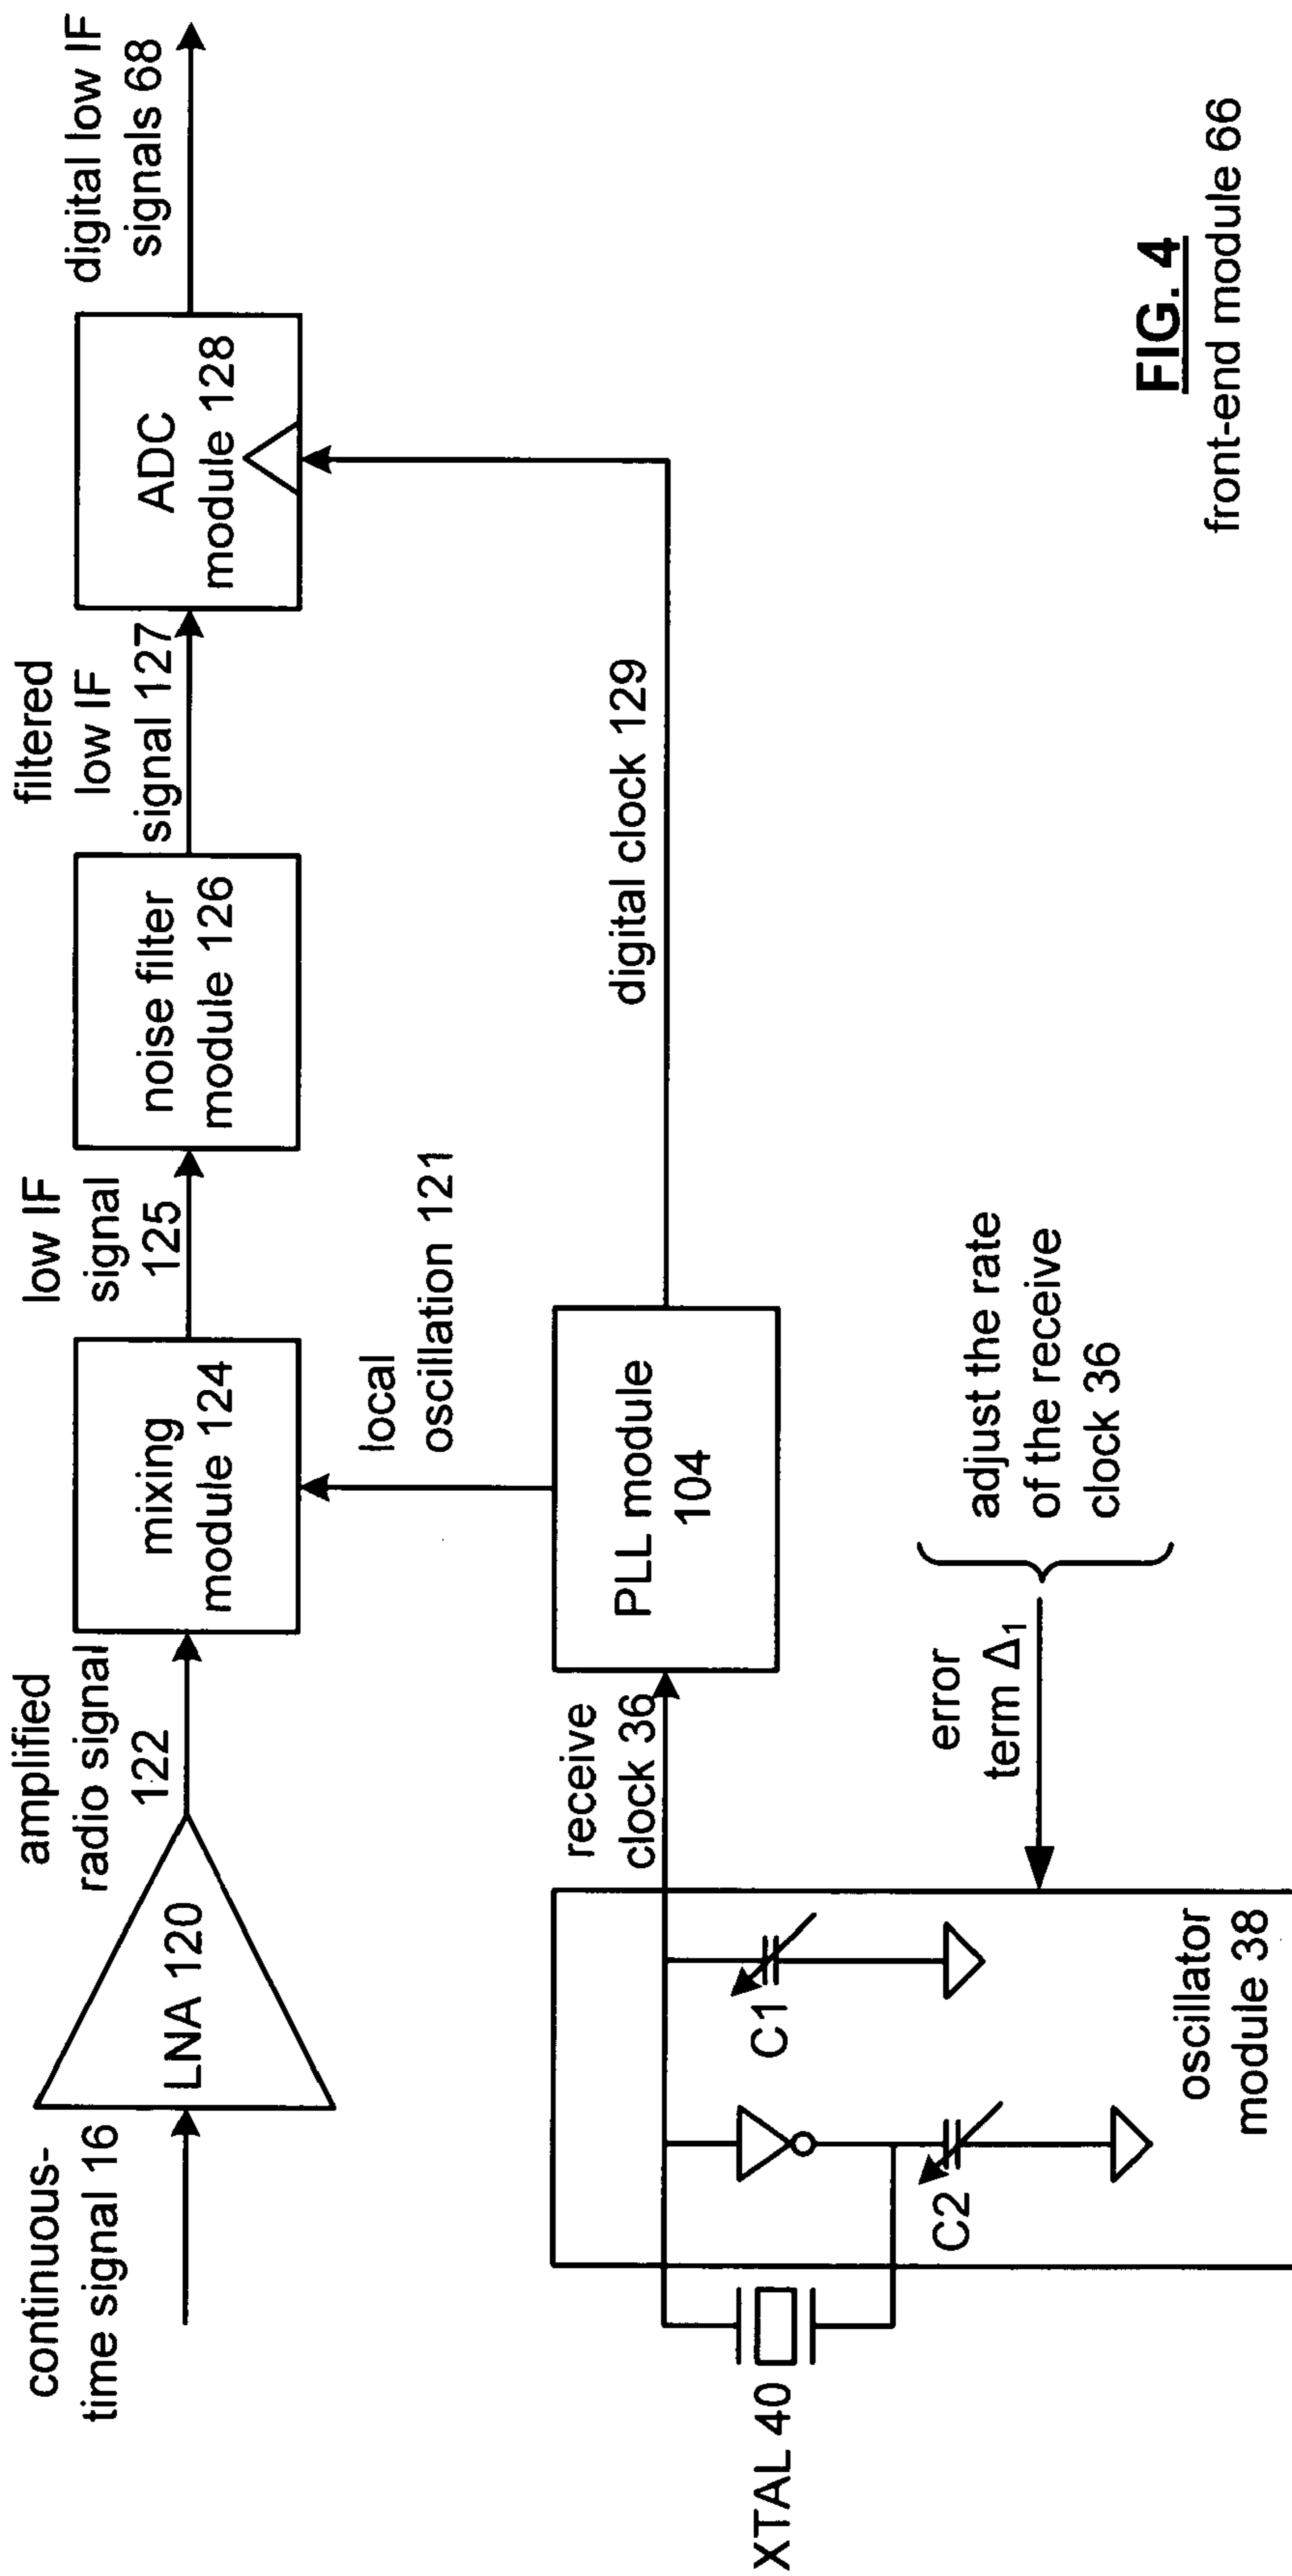 continuous-
time signal 16
LNA 120
amplified
radio signal
122
mixing
module 124
low IF
signal
125
noise filter
module 126
filtered
low IF
signal 127
ADC
module 128
digital low IF
signals 68
local
oscillation 121
XTAL 40
C2
C1
oscillator
module 38
receive
clock 36
PLL module
104
digital clock 129
error
term Δ₁
adjust the rate
of the receive
clock 36
FIG. 4
front-end module 66